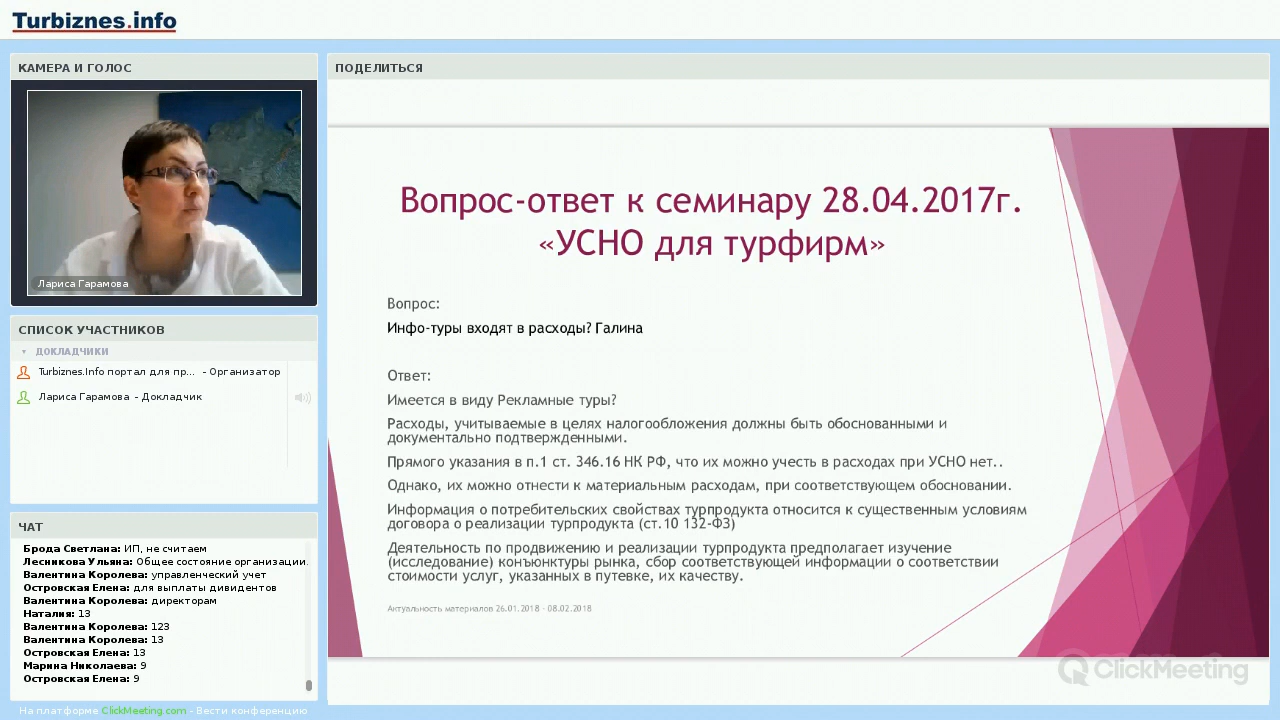 Turbiznes.info
КАМЕРА И ГОЛОС
Лариса Гарамова
СПИСОК УЧАСТНИКОВ
ДОКЛАДЧИКИ
Turbiznes.Info портал для пр... - Организатор
Лариса Гарамова - Докладчик
ЧАТ
Брода Светлана: ИП, не считаем
Лесникова Ульяна: Общее состояние организации.
Валентина Королева: управленческий учет
Островская Елена: для выплаты дивидентов
Валентина Королева: директорам
Наталия: 13
Валентина Королева: 123
Валентина Королева: 13
Островская Елена: 13
Марина Николаева: 9
Островская Елена: 9
На платформе ClickMeeting.com - Вести конференцию
ПОДЕЛИТЬСЯ
Вопрос-ответ к семинару 28.04.2017г.
«УСНО для турфирм»
Вопрос:
Инфо-туры входят в расходы? Галина
Ответ:
Имеется в виду Рекламные туры?
Расходы, учитываемые в целях налогообложения должны быть обоснованными и
документально подтвержденными.
Прямого указания в п.1 ст. 346.16 НК РФ, что их можно учесть в расходах при УСНО нет..
Однако, их можно отнести к материальным расходам, при соответствующем обосновании.
Информация о потребительских свойствах турпродукта относится к существенным условиям
договора о реализации турпродукта (ст.10 132-ФЗ)
Деятельность по продвижению и реализации турпродукта предполагает изучение
(исследование) конъюнктуры рынка, сбор соответствующей информации о соответствии
стоимости услуг, указанных в путевке, их качеству.
Актуальность материалов 26.01.2018 - 08.02.2018
ClickMeeting